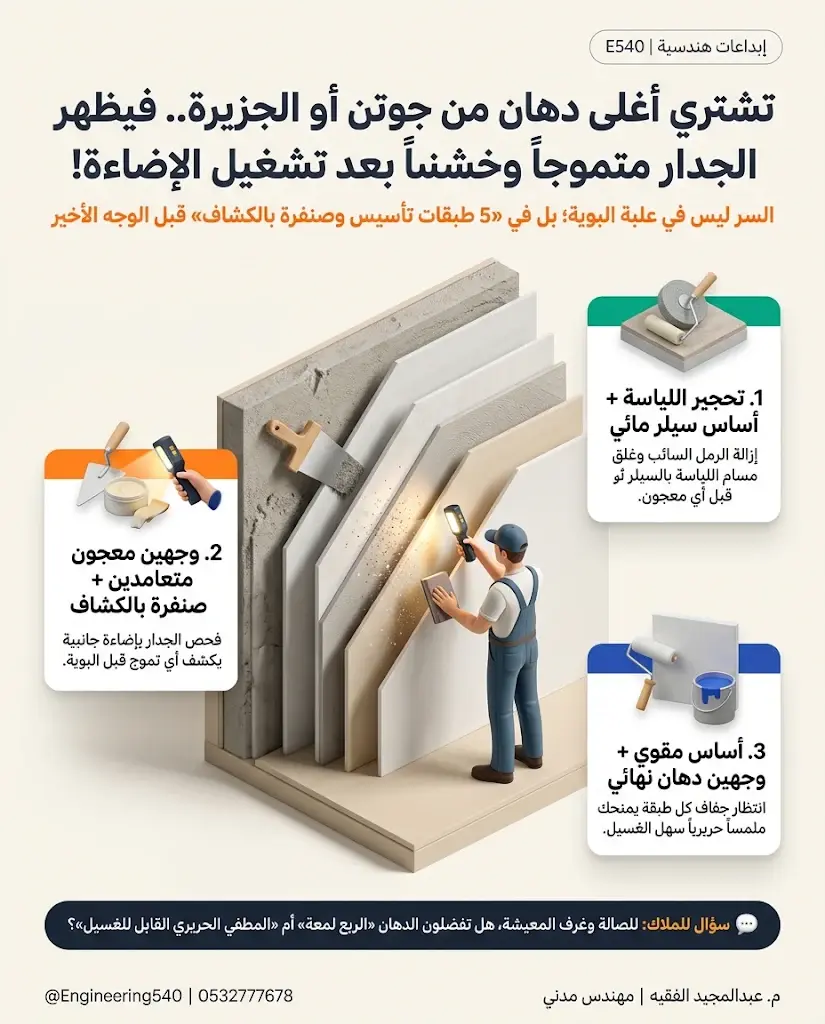 إبداعات هندسية | E540
تشتري أغلى دهان من جوتن أو الجزيرة.. فيظهر
الجدار متموجاً وخشنناً بعد تشغيل الإضاءة!
السر ليس في علبة البوية؛ بل في «5 طبقات تأسيس وصنفرة بالكشاف» قبل الوجه الأخير
1. تحجير اللياسة +
أساس سيلر مائي
إزالة الرمل السائب وغلق
مسام اللياسة بالسيلر ئو
قبل أي معجون.
2. وجهين معجون
متعامدين +
صنفرة بالكشاف
فحص الجدار بإضاءة جانبية
يكشف أي تموج قبل البوية.
3. أساس مقوي +
وجهين دهان نهائي
انتظار جفاف كل طبقة يمنحك
ملمساً حريرياً سهل الغسيل.
💬 سؤال للملاك: للصالة وغرف المعيشة، هل تفضلون الدهان «الربع لمعة» أم «المطفي الحريري القابل للغسيل»؟
م. عبدالمجيد الفقيه | مهندس مدني
@Engineering540 | 0532777678